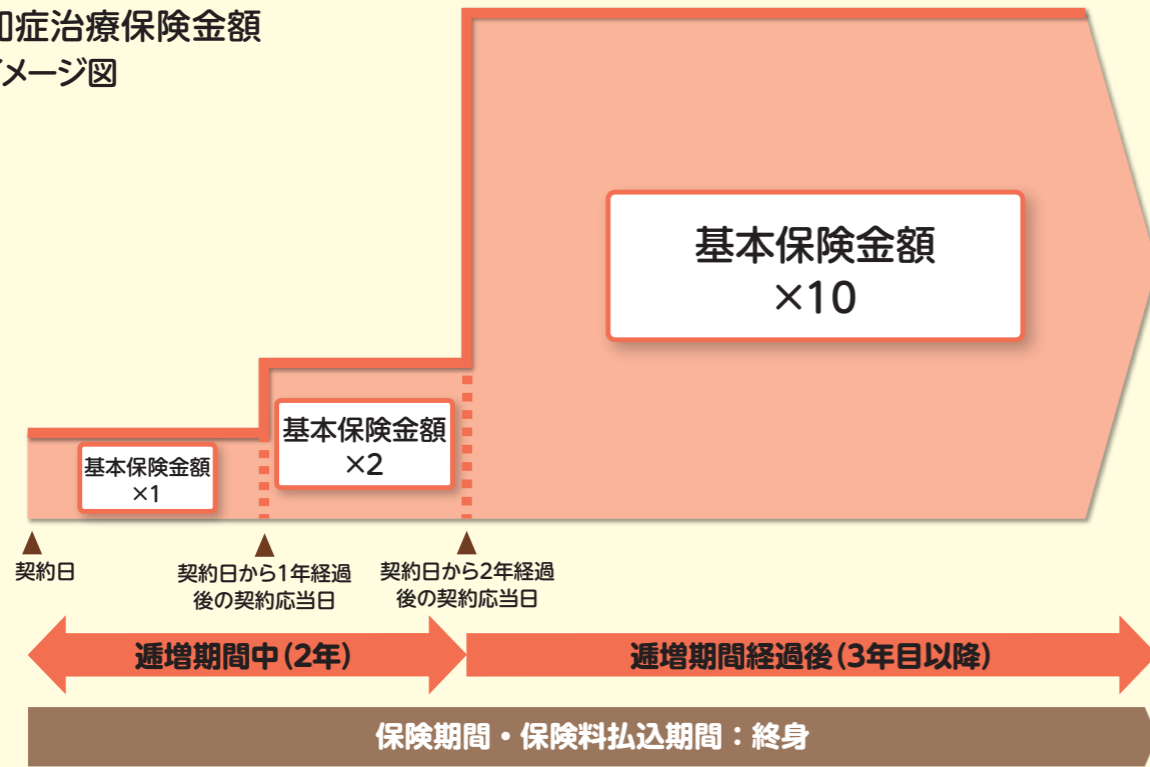 知症治療保険金額
イメージ図
基本保険金額
×10
基本保険金額
×2
基本保険金額
×1
契約日
契約日から1年経過
後の契約応当日
契約日から2年経過
後の契約応当日
逓増期間中(2年)
逓増期間経過後(3年目以降)
保険期間・保険料払込期間：終身